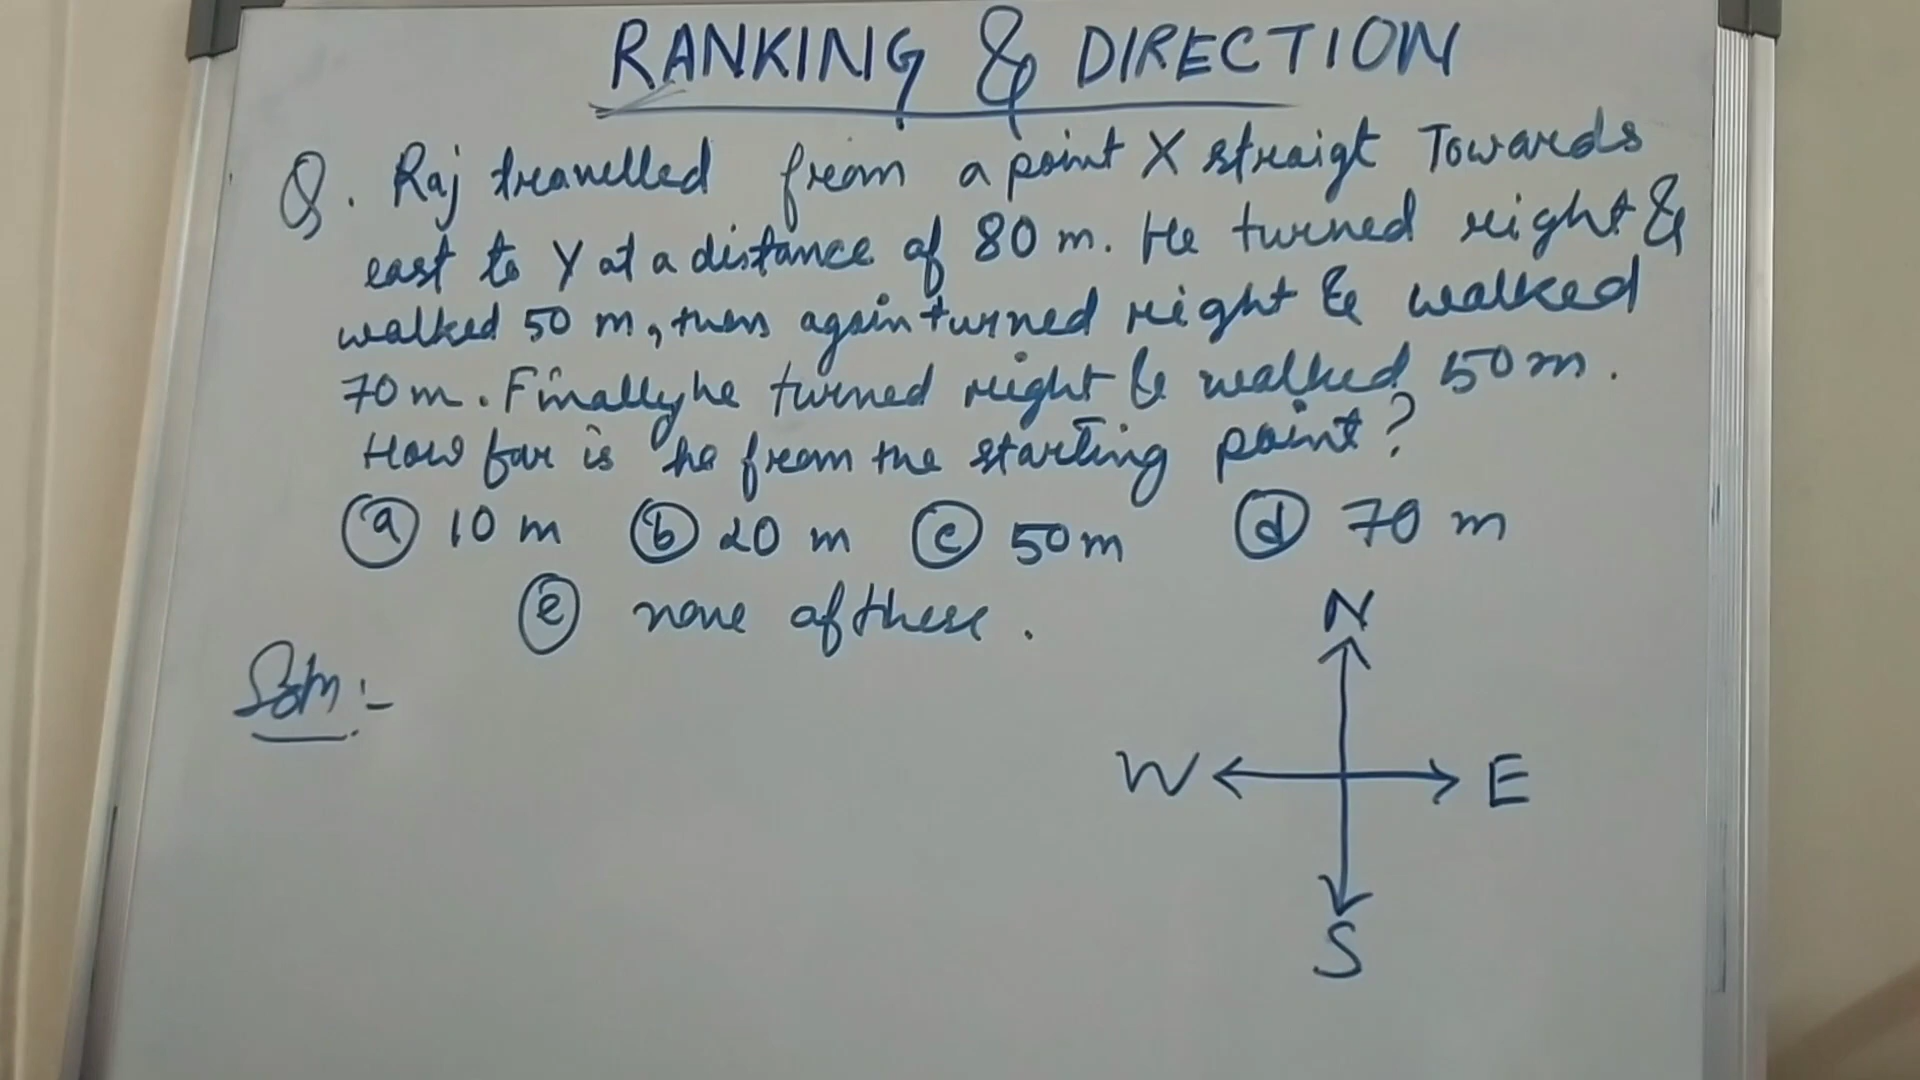 RANKING & DIRECTION
Q. Raj travelled from a point X straigt Towards
east to Y at a distance of 80 m. He turned right &
walked 50 m, then again turned right & walked
70 m. Finally he turned right & walked 50 m.
How far is he from the starting point?
(a) 10 m (b) 20 m (c) 50 m (d) 70 m
(e) none of these.
Soln :-
N
W E
S